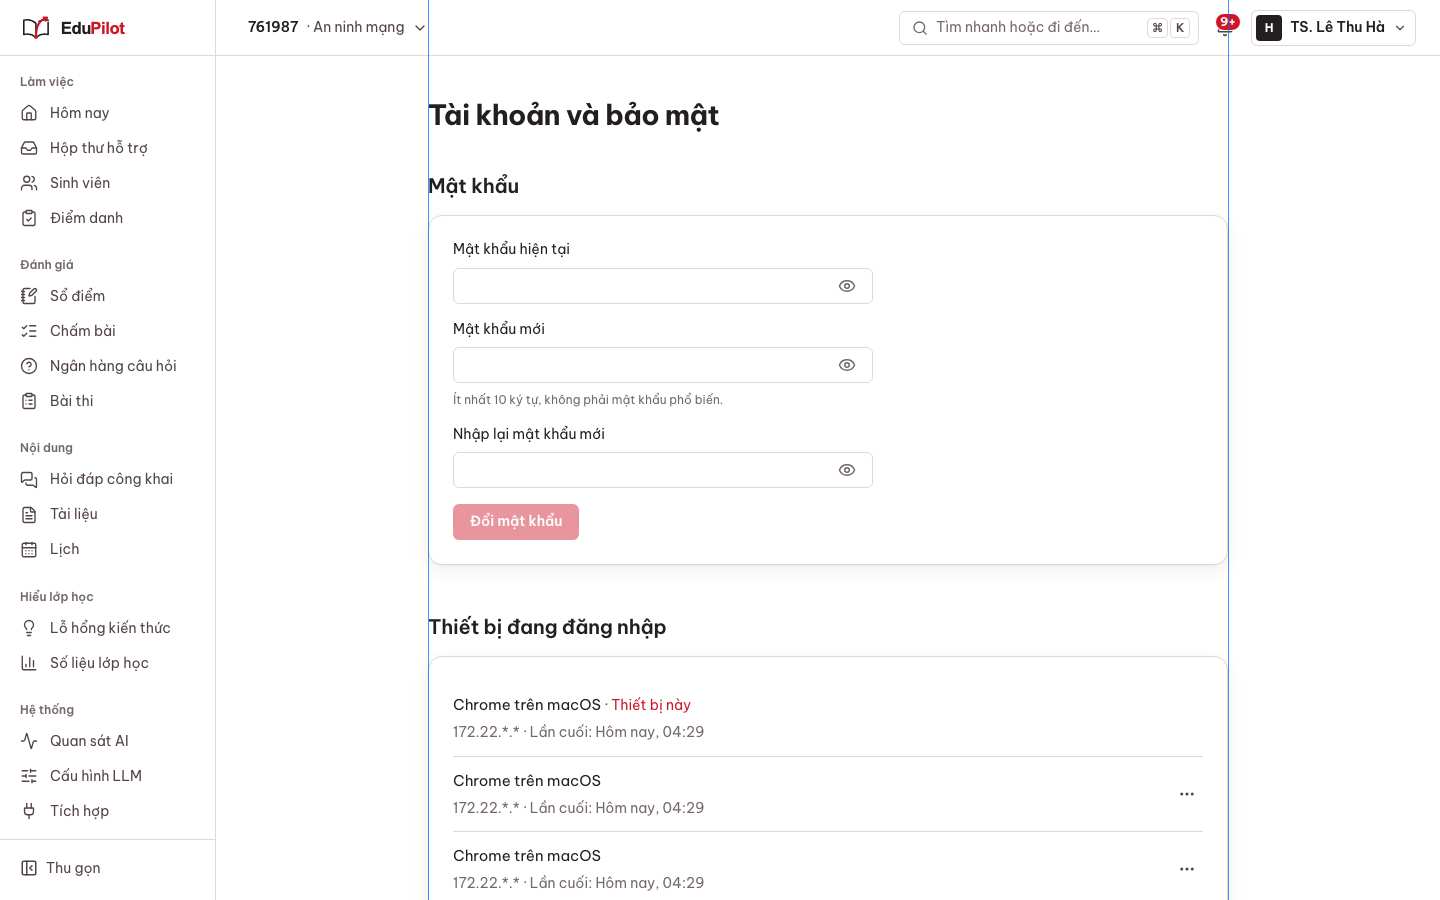 EduPilot
761987 · An ninh mạng
Tìm nhanh hoặc đi đến...
⌘ K
9+
H
TS. Lê Thu Hà
Làm việc
Hôm nay
Hộp thư hỗ trợ
Sinh viên
Điểm danh
Đánh giá
Sổ điểm
Chấm bài
Ngân hàng câu hỏi
Bài thi
Nội dung
Hỏi đáp công khai
Tài liệu
Lịch
Hiểu lớp học
Lỗ hổng kiến thức
Số liệu lớp học
Hệ thống
Quan sát AI
Cấu hình LLM
Tích hợp
Thu gọn
Tài khoản và bảo mật
Mật khẩu
Mật khẩu hiện tại
Mật khẩu mới
Ít nhất 10 ký tự, không phải mật khẩu phổ biến.
Nhập lại mật khẩu mới
Đổi mật khẩu
Thiết bị đang đăng nhập
Chrome trên macOS · Thiết bị này
172.22.*.* · Lần cuối: Hôm nay, 04:29
Chrome trên macOS
172.22.*.* · Lần cuối: Hôm nay, 04:29
Chrome trên macOS
172.22.*.* · Lần cuối: Hôm nay, 04:29